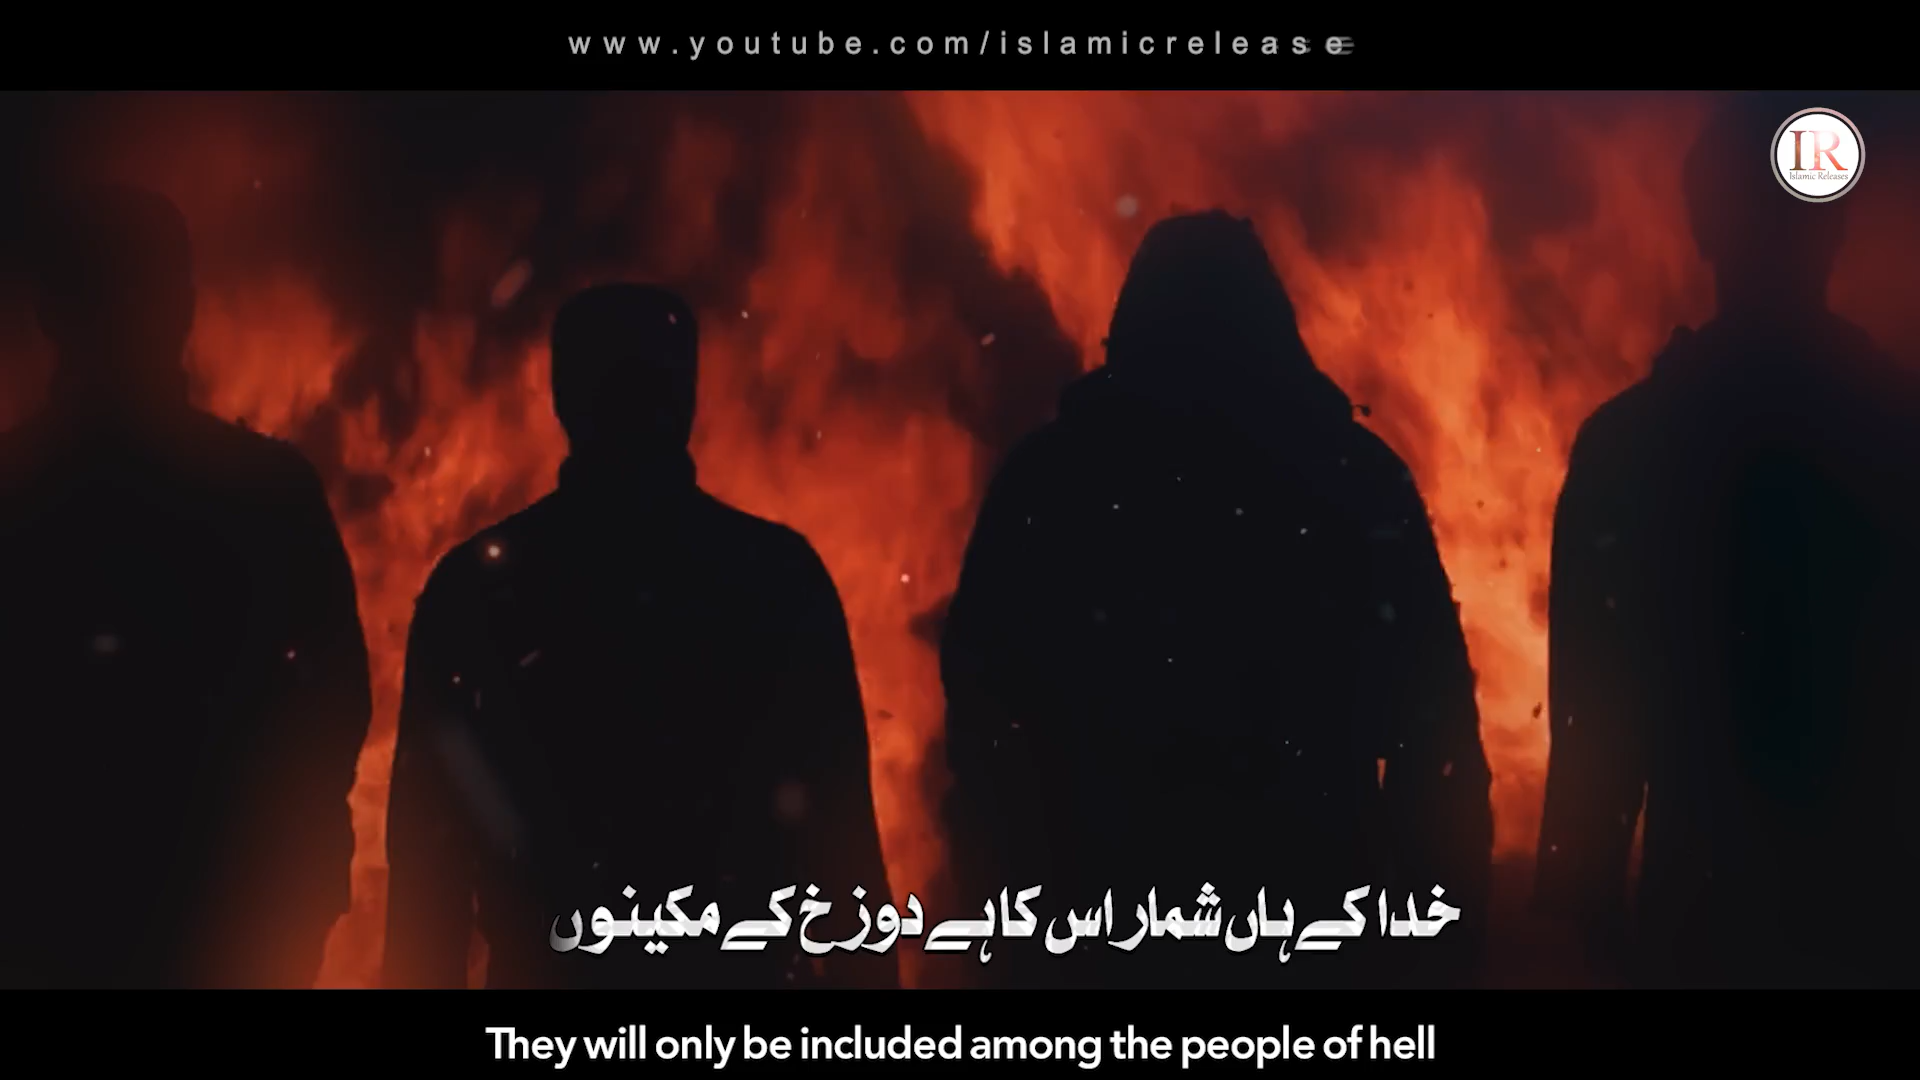 www.youtube.com/islamicrelease
IR
Islamic Releases
خدا کے ہاں شمار اس کا ہے دوزخ کے مکینوں
They will only be included among the people of hell